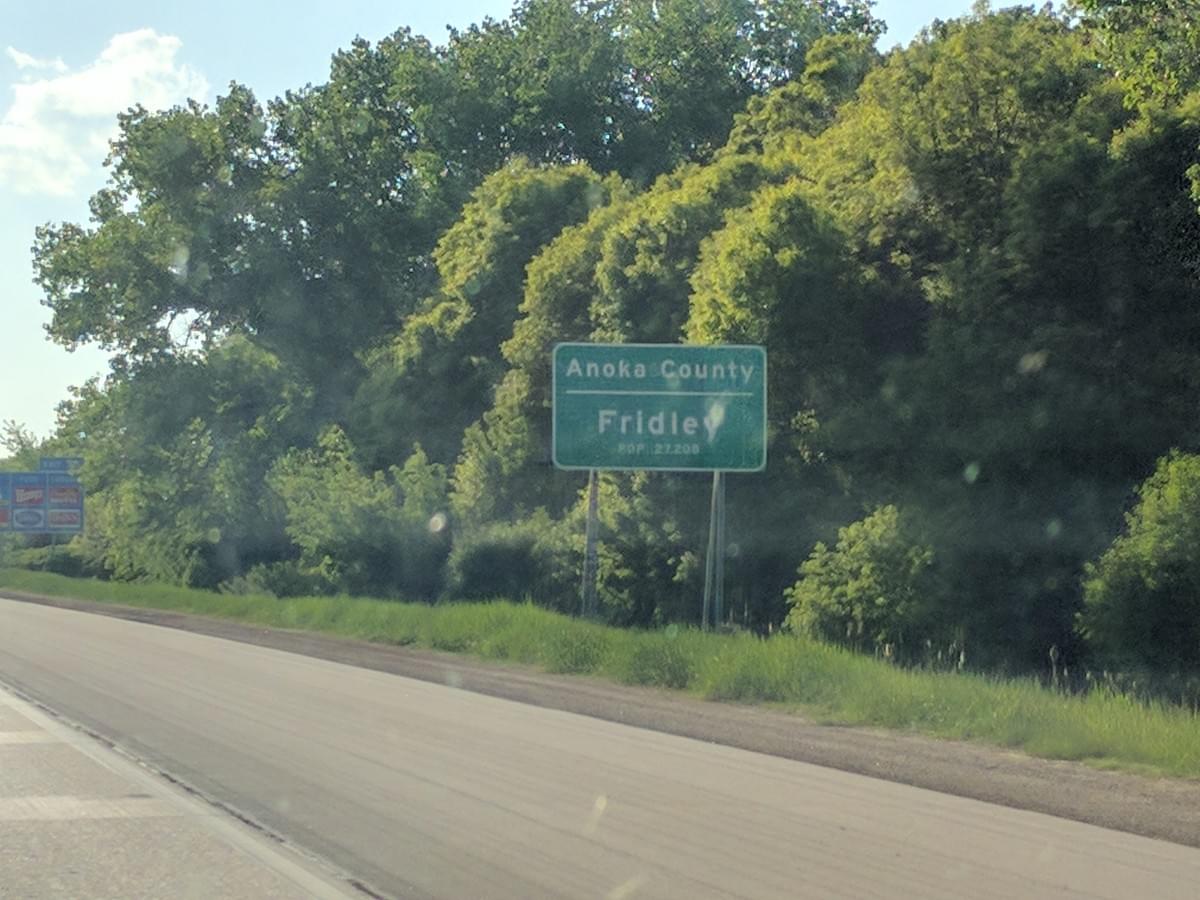 Anoka County
Fridley
POP. 27,208